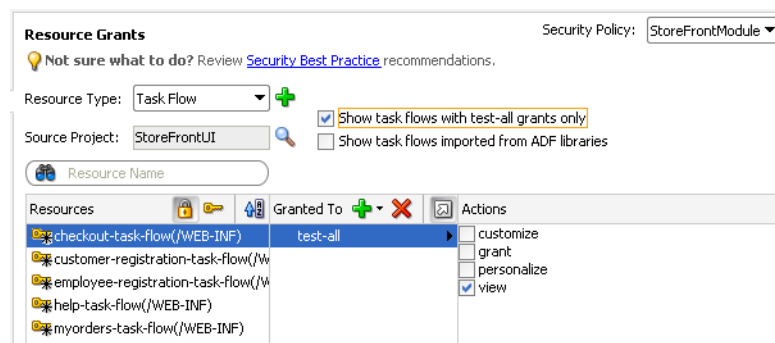 Resource Grants
Security Policy: StoreFrontModule
Not sure what to do? Review Security Best Practice recommendations.
Resource Type: Task Flow
Show task flows with test-all grants only
Source Project: StoreFrontUI
Show task flows imported from ADF libraries
Resource Name
Resources Granted To Actions
checkout-task-flow(/WEB-INF) test-all customize
grant
customer-registration-task-flow(/W
personalize
employee-registration-task-flow(/W
view
help-task-flow(/WEB-INF)
myorders-task-flow(/WEB-INF)